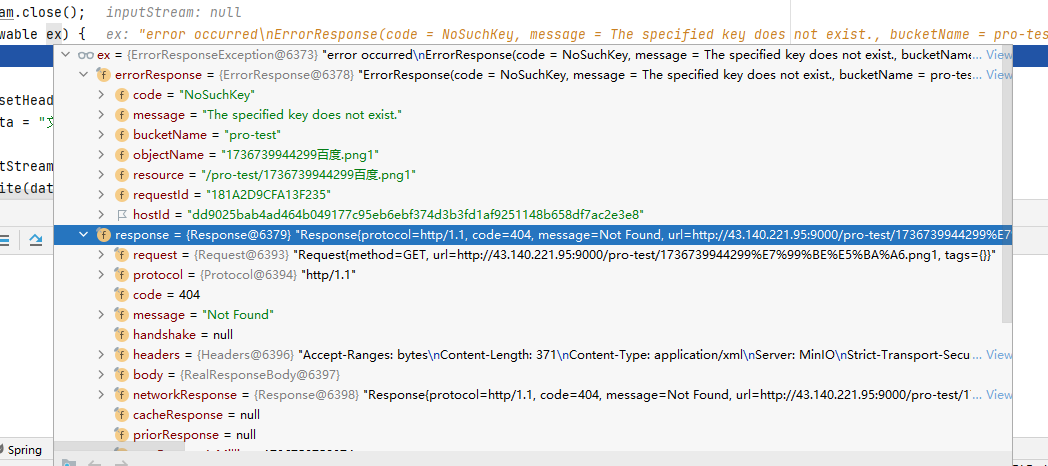 am.close();   inputStream: null
wable ex) {   ex: "error occurred\nErrorResponse(code = NoSuchKey, message = The specified key does not exist., bucketName = pro-tes
ex = {ErrorResponseException@6373} "error occurred\nErrorResponse(code = NoSuchKey, message = The specified key does not exist., bucketName... View
errorResponse = {ErrorResponse@6378} "ErrorResponse(code = NoSuchKey, message = The specified key does not exist., bucketName = pro-tes... View
setHead
code = "NoSuchKey"
ta = "文
message = "The specified key does not exist."
bucketName = "pro-test"
objectName = "1736739944299百度.png1"
tStream
resource = "/pro-test/1736739944299百度.png1"
ite(dat
requestId = "181A2D9CFA13F235"
hostId = "dd9025bab4ad464b049177c95eb6ebf374d3b3fd1af9251148b658df7ac2e3e8"
response = {Response@6379} "Response{protocol=http/1.1, code=404, message=Not Found, url=http://43.140.221.95:9000/pro-test/1736739944299%E7
request = {Request@6393} "Request{method=GET, url=http://43.140.221.95:9000/pro-test/1736739944299%E7%99%BE%E5%BA%A6.png1, tags={}}"
protocol = {Protocol@6394} "http/1.1"
code = 404
message = "Not Found"
handshake = null
headers = {Headers@6396} "Accept-Ranges: bytes\nContent-Length: 371\nContent-Type: application/xml\nServer: MinIO\nStrict-Transport-Secu... View
body = {RealResponseBody@6397}
networkResponse = {Response@6398} "Response{protocol=http/1.1, code=404, message=Not Found, url=http://43.140.221.95:9000/pro-test/17... View
cacheResponse = null
priorResponse = null
Spring